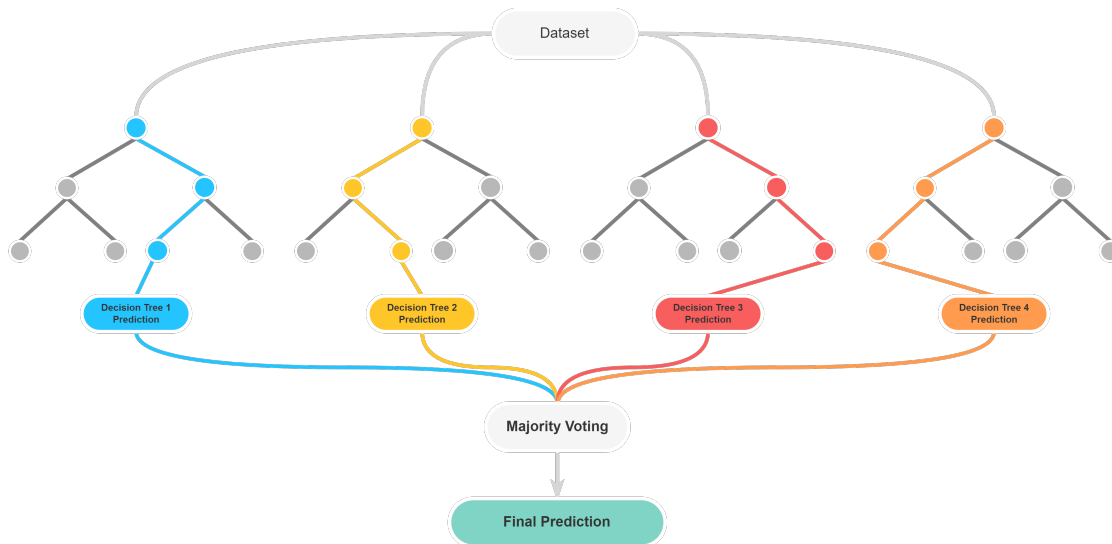 Dataset
Decision Tree 1
Prediction
Decision Tree 2
Prediction
Decision Tree 3
Prediction
Decision Tree 4
Prediction
Majority Voting
Final Prediction